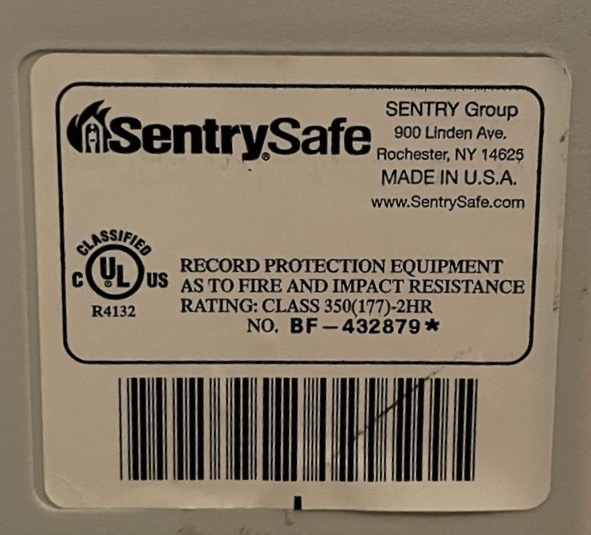 SentrySafe
SENTRY Group
900 Linden Ave.
Rochester, NY 14625
MADE IN U.S.A.
www.SentrySafe.com
CLASSIFIED
C UL® US
R4132
RECORD PROTECTION EQUIPMENT
AS TO FIRE AND IMPACT RESISTANCE
RATING: CLASS 350(177)-2HR
NO. BF-432879*